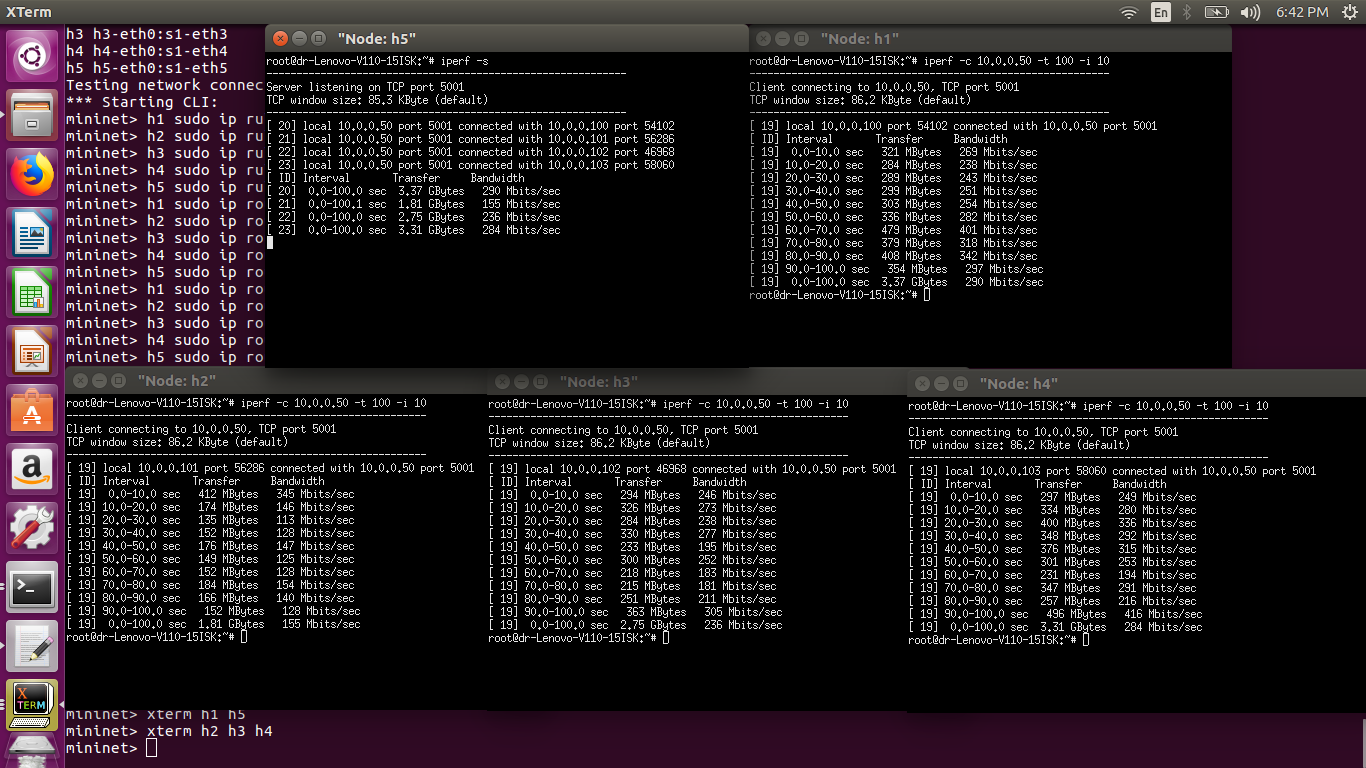 XTerm
En
6:42 PM
h3 h3-eth0:s1-eth3
h4 h4-eth0:s1-eth4
h5 h5-eth0:s1-eth5
Testing network connec
*** Starting CLI:
mininet> h1 sudo ip ru
mininet> h2 sudo ip ru
mininet> h3 sudo ip ru
mininet> h4 sudo ip ru
mininet> h5 sudo ip ru
mininet> h1 sudo ip ro
mininet> h2 sudo ip ro
mininet> h3 sudo ip ro
mininet> h4 sudo ip ro
mininet> h5 sudo ip ro
mininet> h1 sudo ip ro
mininet> h2 sudo ip ro
mininet> h3 sudo ip ro
mininet> h4 sudo ip ro
mininet> h5 sudo ip ro
"Node: h5"
root@dr-Lenovo-V110-15ISK:~# iperf -s
------------------------------------------------------------
Server listening on TCP port 5001
TCP window size: 85.3 KByte (default)
------------------------------------------------------------
[ 20] local 10.0.0.50 port 5001 connected with 10.0.0.100 port 54102
[ 21] local 10.0.0.50 port 5001 connected with 10.0.0.101 port 56286
[ 22] local 10.0.0.50 port 5001 connected with 10.0.0.102 port 46968
[ 23] local 10.0.0.50 port 5001 connected with 10.0.0.103 port 58060
[ ID] Interval Transfer Bandwidth
[ 20] 0.0-100.0 sec 3.37 GBytes 290 Mbits/sec
[ 21] 0.0-100.1 sec 1.81 GBytes 155 Mbits/sec
[ 22] 0.0-100.0 sec 2.75 GBytes 236 Mbits/sec
[ 23] 0.0-100.0 sec 3.31 GBytes 284 Mbits/sec
"Node: h1"
root@dr-Lenovo-V110-15ISK:~# iperf -c 10.0.0.50 -t 100 -i 10
------------------------------------------------------------
Client connecting to 10.0.0.50, TCP port 5001
TCP window size: 86.2 KByte (default)
------------------------------------------------------------
[ 19] local 10.0.0.100 port 54102 connected with 10.0.0.50 port 5001
[ ID] Interval Transfer Bandwidth
[ 19] 0.0-10.0 sec 321 MBytes 269 Mbits/sec
[ 19] 10.0-20.0 sec 284 MBytes 238 Mbits/sec
[ 19] 20.0-30.0 sec 289 MBytes 243 Mbits/sec
[ 19] 30.0-40.0 sec 299 MBytes 251 Mbits/sec
[ 19] 40.0-50.0 sec 303 MBytes 254 Mbits/sec
[ 19] 50.0-60.0 sec 336 MBytes 282 Mbits/sec
[ 19] 60.0-70.0 sec 479 MBytes 401 Mbits/sec
[ 19] 70.0-80.0 sec 379 MBytes 318 Mbits/sec
[ 19] 80.0-90.0 sec 408 MBytes 342 Mbits/sec
[ 19] 90.0-100.0 sec 354 MBytes 297 Mbits/sec
[ 19] 0.0-100.0 sec 3.37 GBytes 290 Mbits/sec
root@dr-Lenovo-V110-15ISK:~#
"Node: h2"
root@dr-Lenovo-V110-15ISK:~# iperf -c 10.0.0.50 -t 100 -i 10
------------------------------------------------------------
Client connecting to 10.0.0.50, TCP port 5001
TCP window size: 86.2 KByte (default)
------------------------------------------------------------
[ 19] local 10.0.0.101 port 56286 connected with 10.0.0.50 port 5001
[ ID] Interval Transfer Bandwidth
[ 19] 0.0-10.0 sec 412 MBytes 345 Mbits/sec
[ 19] 10.0-20.0 sec 174 MBytes 146 Mbits/sec
[ 19] 20.0-30.0 sec 135 MBytes 113 Mbits/sec
[ 19] 30.0-40.0 sec 152 MBytes 128 Mbits/sec
[ 19] 40.0-50.0 sec 176 MBytes 147 Mbits/sec
[ 19] 50.0-60.0 sec 149 MBytes 125 Mbits/sec
[ 19] 60.0-70.0 sec 152 MBytes 128 Mbits/sec
[ 19] 70.0-80.0 sec 184 MBytes 154 Mbits/sec
[ 19] 80.0-90.0 sec 166 MBytes 140 Mbits/sec
[ 19] 90.0-100.0 sec 152 MBytes 128 Mbits/sec
[ 19] 0.0-100.0 sec 1.81 GBytes 155 Mbits/sec
root@dr-Lenovo-V110-15ISK:~#
"Node: h3"
root@dr-Lenovo-V110-15ISK:~# iperf -c 10.0.0.50 -t 100 -i 10
------------------------------------------------------------
Client connecting to 10.0.0.50, TCP port 5001
TCP window size: 86.2 KByte (default)
------------------------------------------------------------
[ 19] local 10.0.0.102 port 46968 connected with 10.0.0.50 port 5001
[ ID] Interval Transfer Bandwidth
[ 19] 0.0-10.0 sec 294 MBytes 246 Mbits/sec
[ 19] 10.0-20.0 sec 326 MBytes 273 Mbits/sec
[ 19] 20.0-30.0 sec 284 MBytes 238 Mbits/sec
[ 19] 30.0-40.0 sec 330 MBytes 277 Mbits/sec
[ 19] 40.0-50.0 sec 233 MBytes 195 Mbits/sec
[ 19] 50.0-60.0 sec 300 MBytes 252 Mbits/sec
[ 19] 60.0-70.0 sec 218 MBytes 183 Mbits/sec
[ 19] 70.0-80.0 sec 215 MBytes 181 Mbits/sec
[ 19] 80.0-90.0 sec 251 MBytes 211 Mbits/sec
[ 19] 90.0-100.0 sec 363 MBytes 305 Mbits/sec
[ 19] 0.0-100.0 sec 2.75 GBytes 236 Mbits/sec
root@dr-Lenovo-V110-15ISK:~#
"Node: h4"
root@dr-Lenovo-V110-15ISK:~# iperf -c 10.0.0.50 -t 100 -i 10
------------------------------------------------------------
Client connecting to 10.0.0.50, TCP port 5001
TCP window size: 86.2 KByte (default)
------------------------------------------------------------
[ 19] local 10.0.0.103 port 58060 connected with 10.0.0.50 port 5001
[ ID] Interval Transfer Bandwidth
[ 19] 0.0-10.0 sec 297 MBytes 249 Mbits/sec
[ 19] 10.0-20.0 sec 334 MBytes 280 Mbits/sec
[ 19] 20.0-30.0 sec 400 MBytes 336 Mbits/sec
[ 19] 30.0-40.0 sec 348 MBytes 292 Mbits/sec
[ 19] 40.0-50.0 sec 376 MBytes 315 Mbits/sec
[ 19] 50.0-60.0 sec 301 MBytes 253 Mbits/sec
[ 19] 60.0-70.0 sec 231 MBytes 194 Mbits/sec
[ 19] 70.0-80.0 sec 347 MBytes 291 Mbits/sec
[ 19] 80.0-90.0 sec 257 MBytes 216 Mbits/sec
[ 19] 90.0-100.0 sec 496 MBytes 416 Mbits/sec
[ 19] 0.0-100.0 sec 3.31 GBytes 284 Mbits/sec
root@dr-Lenovo-V110-15ISK:~#
X
TERM
mininet> xterm h1 h5
mininet> xterm h2 h3 h4
mininet>